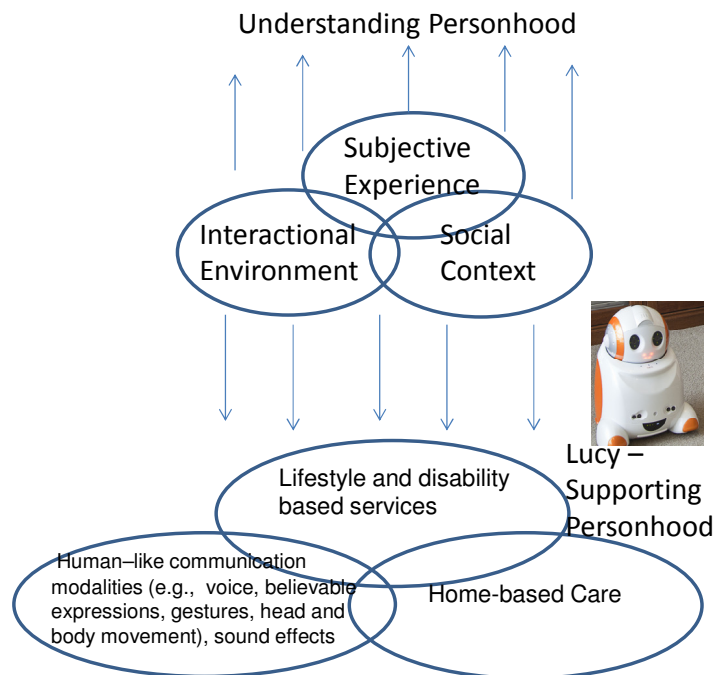 Understanding Personhood
Subjective
Experience
Interactional
Environment
Social
Context
Lucy –
Supporting
Personhood
Lifestyle and disability
based services
Human–like communication
modalities (e.g., voice, believable
expressions, gestures, head and
body movement), sound effects
Home-based Care